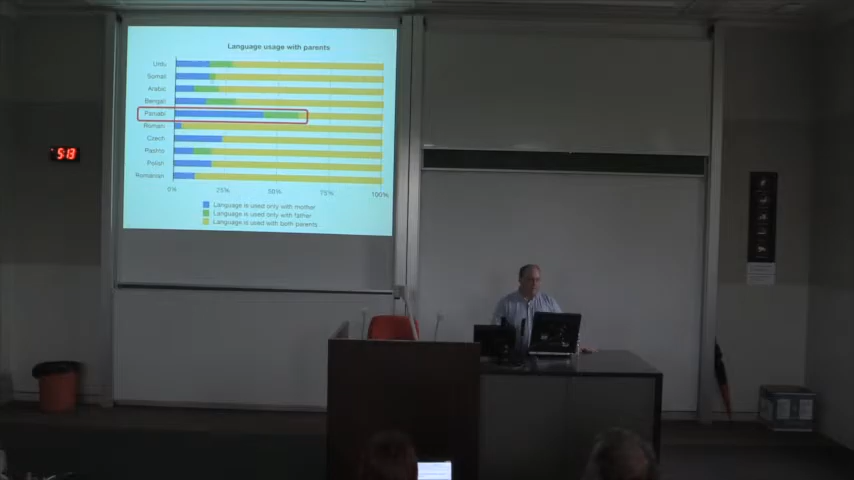 Language usage with parents
Urdu
Somali
Arabic
Bengali
Panjabi
Romani
Czech
Pashto
Polish
Romanian
0% 25% 50% 75% 100%
Language is used only with mother
Language is used only with father
Language is used with both parents
5:13